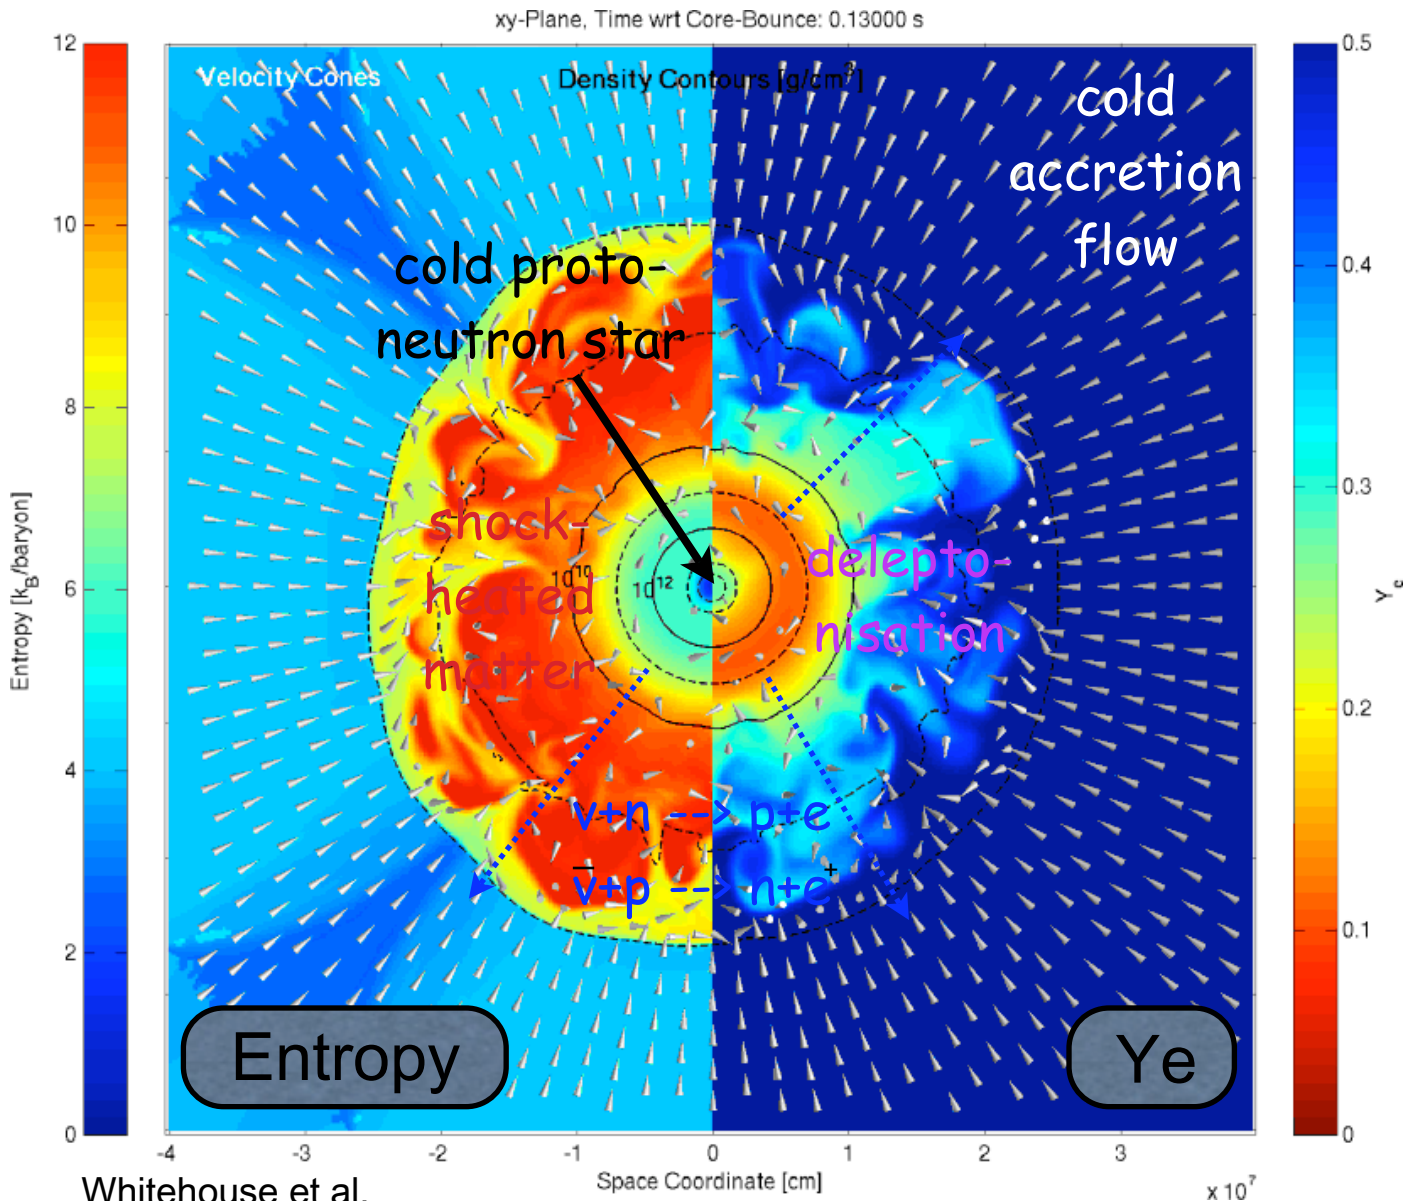 xy-Plane, Time wrt Core-Bounce: 0.13000 s
Velocity Cones
Density Contours [g/cm³]
cold
accretion
flow
cold proto-
neutron star
shock-
heated
matter
10¹⁰
10¹²
delepto-
nisation
ν+n --> p+e
ν̅+p --> n+e⁺
Entropy
Ye
12
10
8
6
4
2
0
Entropy [k_B/baryon]
0.5
0.4
0.3
0.2
0.1
0
Y_e
-4
-3
-2
-1
0
1
2
3
x 10⁷
Space Coordinate [cm]
Whitehouse et al.